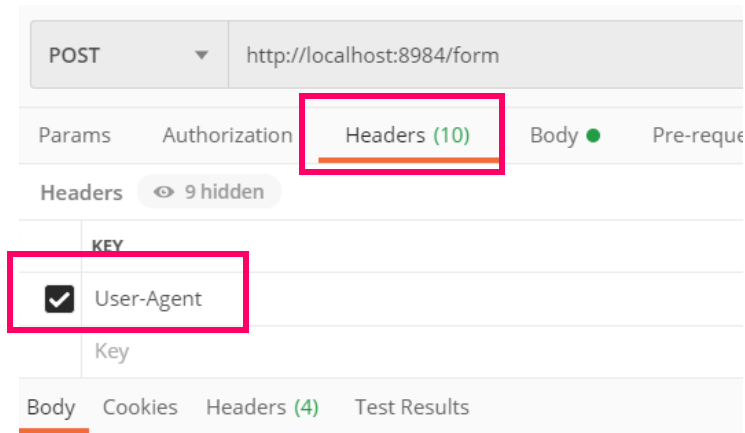 POST http://localhost:8984/form
Params Authorization Headers (10) Body Pre-reque
Headers 9 hidden
KEY
User-Agent
Key
Body Cookies Headers (4) Test Results